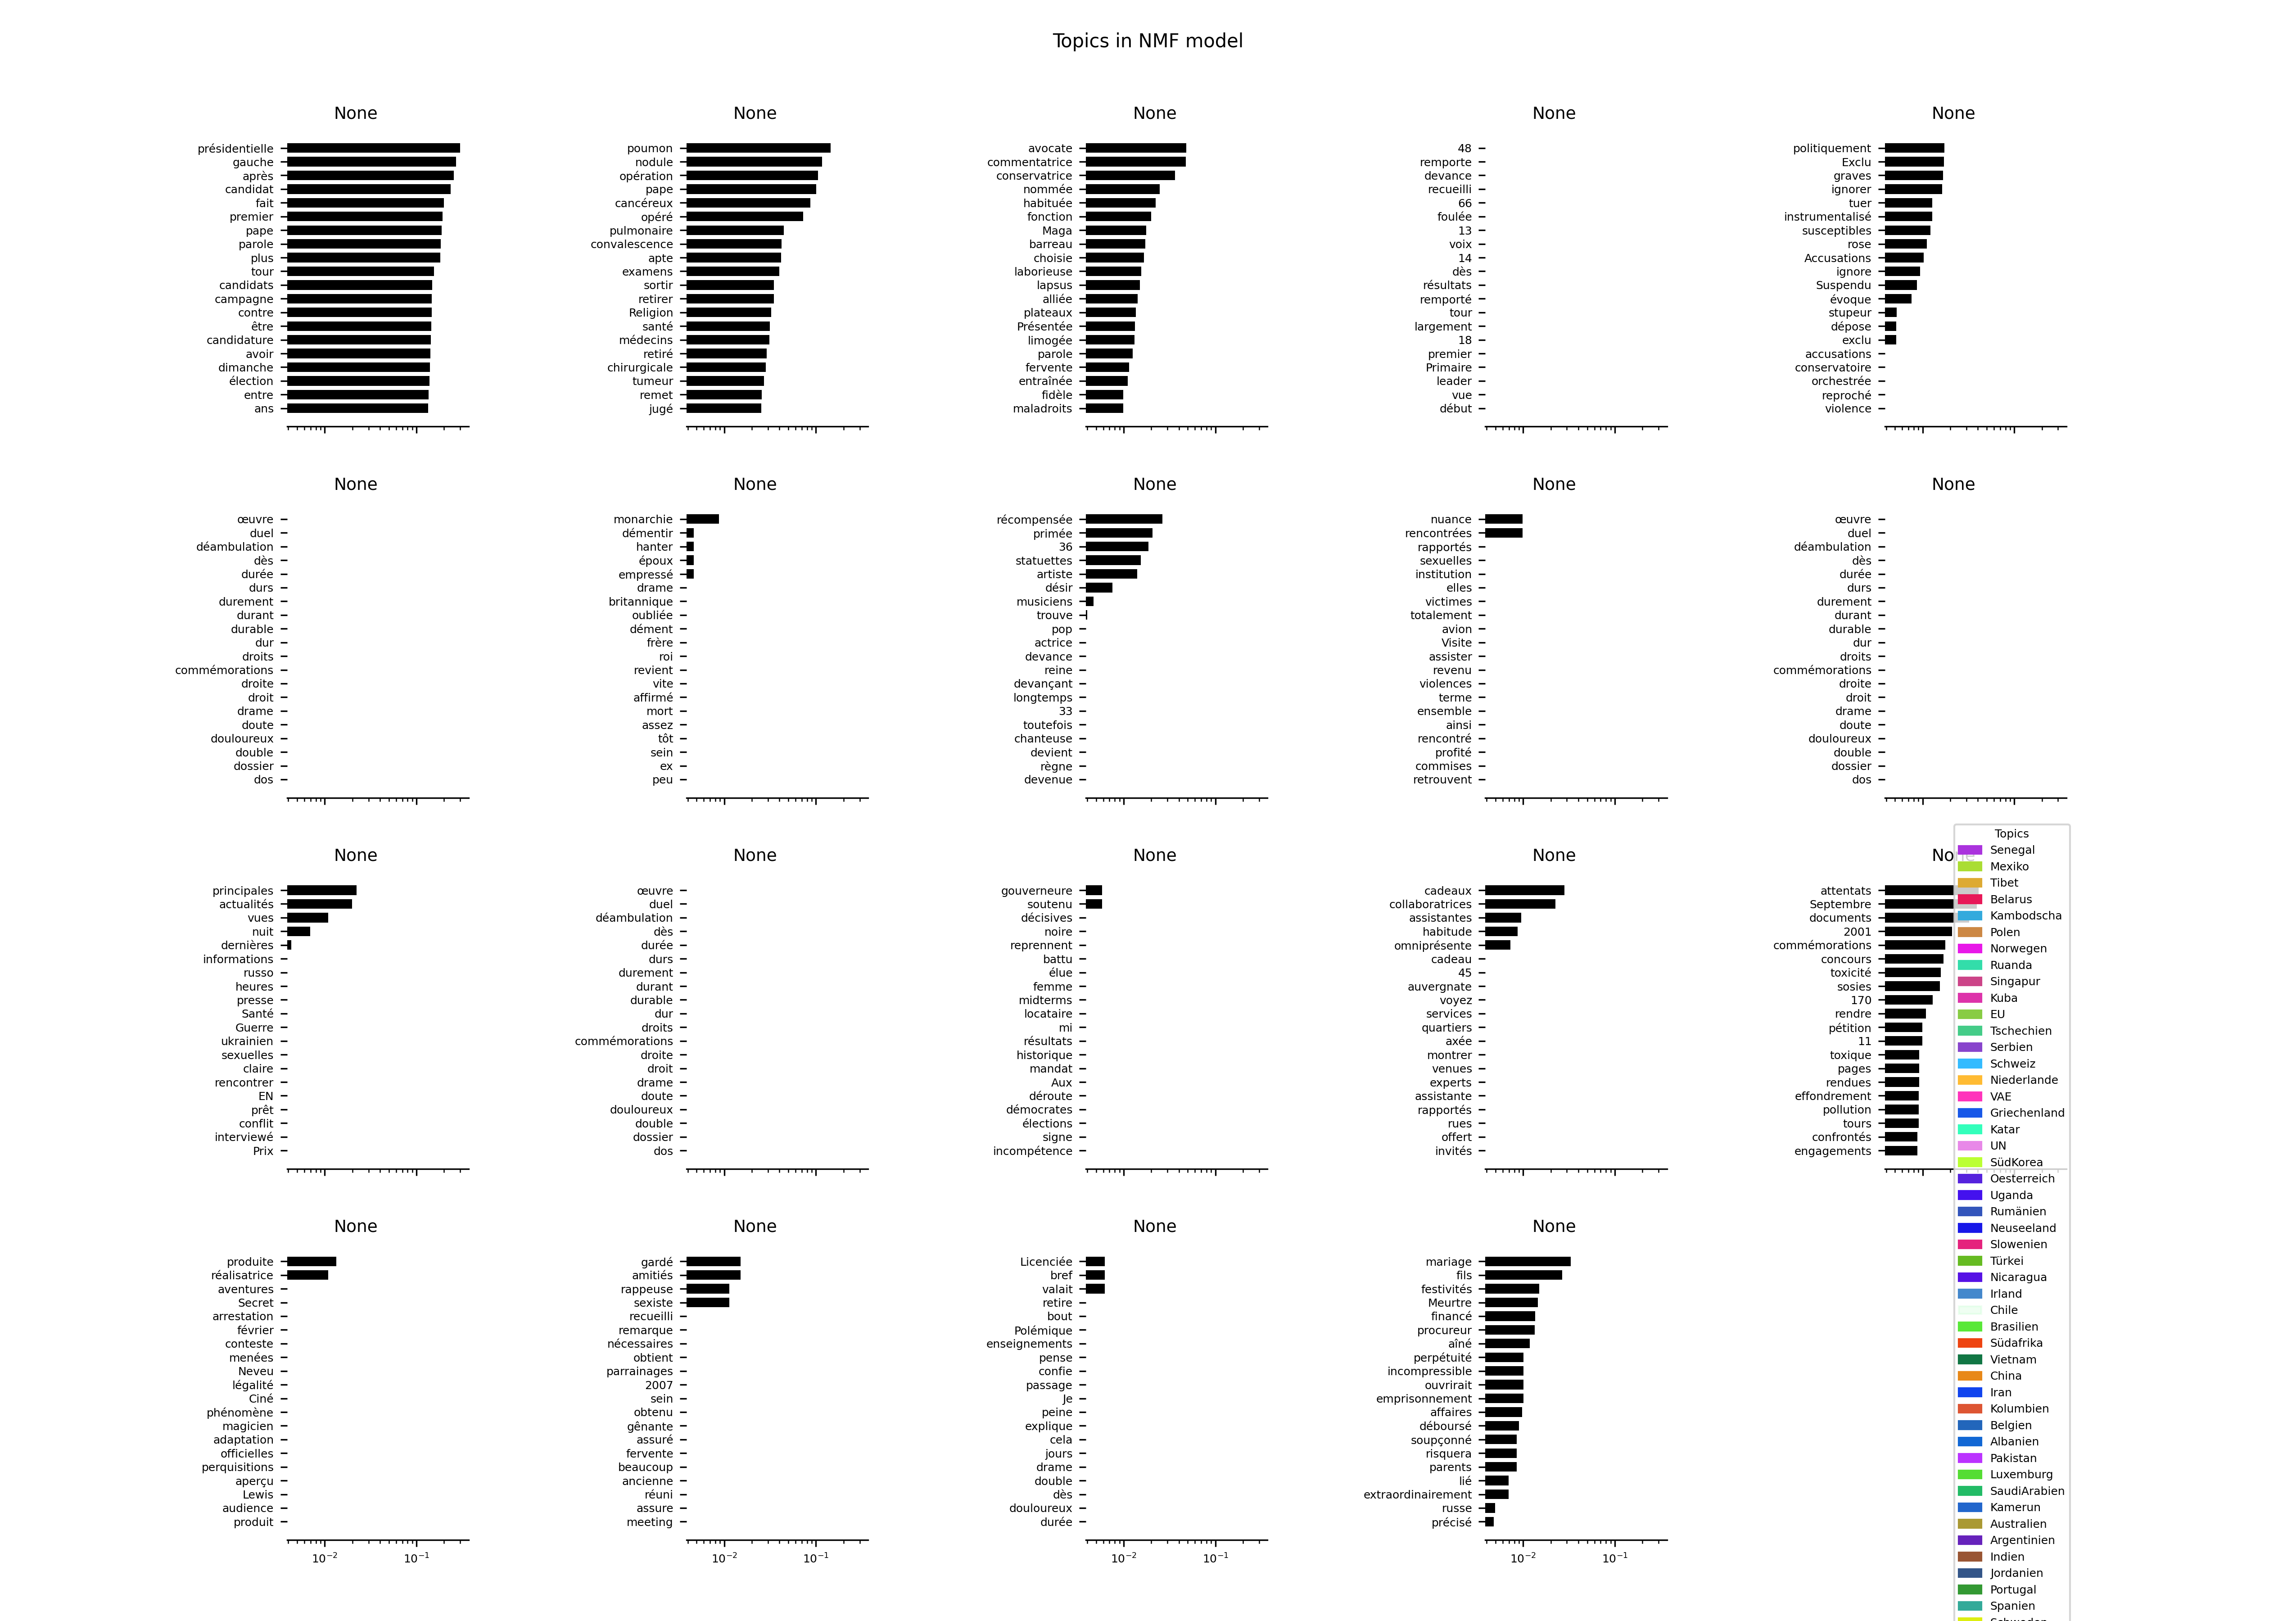 Topics in NMF model
None
présidentielle
gauche
après
candidat
fait
premier
pape
parole
plus
tour
candidats
campagne
contre
être
candidature
avoir
dimanche
élection
entre
ans
None
poumon
nodule
opération
pape
cancéreux
opéré
pulmonaire
convalescence
apte
examens
sortir
retirer
Religion
santé
médecins
retiré
chirurgicale
tumeur
remet
jugé
None
avocate
commentatrice
conservatrice
nommée
habituée
fonction
Maga
barreau
choisie
laborieuse
lapsus
alliée
plateaux
Présentée
limogée
parole
fervente
entraînée
fidèle
maladroits
None
48
remporte
devance
recueilli
66
foulée
13
voix
14
dès
résultats
remporté
tour
largement
18
premier
Primaire
leader
vue
début
None
politiquement
Exclu
graves
ignorer
tuer
instrumentalisé
susceptibles
rose
Accusations
ignore
Suspendu
évoque
stupeur
dépose
exclu
accusations
conservatoire
orchestrée
reproché
violence
None
œuvre
duel
déambulation
dès
durée
durs
durement
durant
durable
dur
droits
commémorations
droite
droit
drame
doute
douloureux
double
dossier
dos
None
monarchie
démentir
hanter
époux
empressé
drame
britannique
oubliée
dément
frère
roi
revient
vite
affirmé
mort
assez
tôt
sein
ex
peu
None
récompensée
primée
36
statuettes
artiste
désir
musiciens
trouve
pop
actrice
devance
reine
devançant
longtemps
33
toutefois
chanteuse
devient
règne
devenue
None
nuance
rencontrées
rapportés
sexuelles
institution
elles
victimes
totalement
avion
Visite
assister
revenu
violences
terme
ensemble
ainsi
rencontré
profité
commises
retrouvent
None
œuvre
duel
déambulation
dès
durée
durs
durement
durant
durable
dur
droits
commémorations
droite
droit
drame
doute
douloureux
double
dossier
dos
None
principales
actualités
vues
nuit
dernières
informations
russo
heures
presse
Santé
Guerre
ukrainien
sexuelles
claire
rencontrer
EN
prêt
conflit
interviewé
Prix
None
œuvre
duel
déambulation
dès
durée
durs
durement
durant
durable
dur
droits
commémorations
droite
droit
drame
doute
douloureux
double
dossier
dos
None
gouverneure
soutenu
décisives
noire
reprennent
battu
élue
femme
midterms
locataire
mi
résultats
historique
mandat
Aux
déroute
démocrates
élections
signe
incompétence
None
cadeaux
collaboratrices
assistantes
habitude
omniprésente
cadeau
45
auvergnate
voyez
services
quartiers
axée
montrer
venues
experts
assistante
rapportés
rues
offert
invités
None
attentats
Septembre
documents
2001
commémorations
concours
toxicité
sosies
170
rendre
pétition
11
toxique
pages
rendues
effondrement
pollution
tours
confrontés
engagements
None
produite
réalisatrice
aventures
Secret
arrestation
février
conteste
menées
Neveu
légalité
Ciné
phénomène
magicien
adaptation
officielles
perquisitions
aperçu
Lewis
audience
produit
10⁻² 10⁻¹
None
gardé
amitiés
rappeuse
sexiste
recueilli
remarque
nécessaires
obtient
parrainages
2007
sein
obtenu
gênante
assuré
fervente
beaucoup
ancienne
réuni
assure
meeting
10⁻² 10⁻¹
None
Licenciée
bref
valait
retire
bout
Polémique
enseignements
pense
confie
passage
Je
peine
explique
cela
jours
drame
double
dès
douloureux
durée
10⁻² 10⁻¹
None
mariage
fils
festivités
Meurtre
financé
procureur
aîné
perpétuité
incompressible
ouvrirait
emprisonnement
affaires
déboursé
soupçonné
risquera
parents
lié
extraordinairement
russe
précisé
10⁻² 10⁻¹
Topics
Senegal
Mexiko
Tibet
Belarus
Kambodscha
Polen
Norwegen
Ruanda
Singapur
Kuba
EU
Tschechien
Serbien
Schweiz
Niederlande
VAE
Griechenland
Katar
UN
SüdKorea
Oesterreich
Uganda
Rumänien
Neuseeland
Slowenien
Türkei
Nicaragua
Irland
Chile
Brasilien
Südafrika
Vietnam
China
Iran
Kolumbien
Belgien
Albanien
Pakistan
Luxemburg
SaudiArabien
Kamerun
Australien
Argentinien
Indien
Jordanien
Portugal
Spanien
Schweden